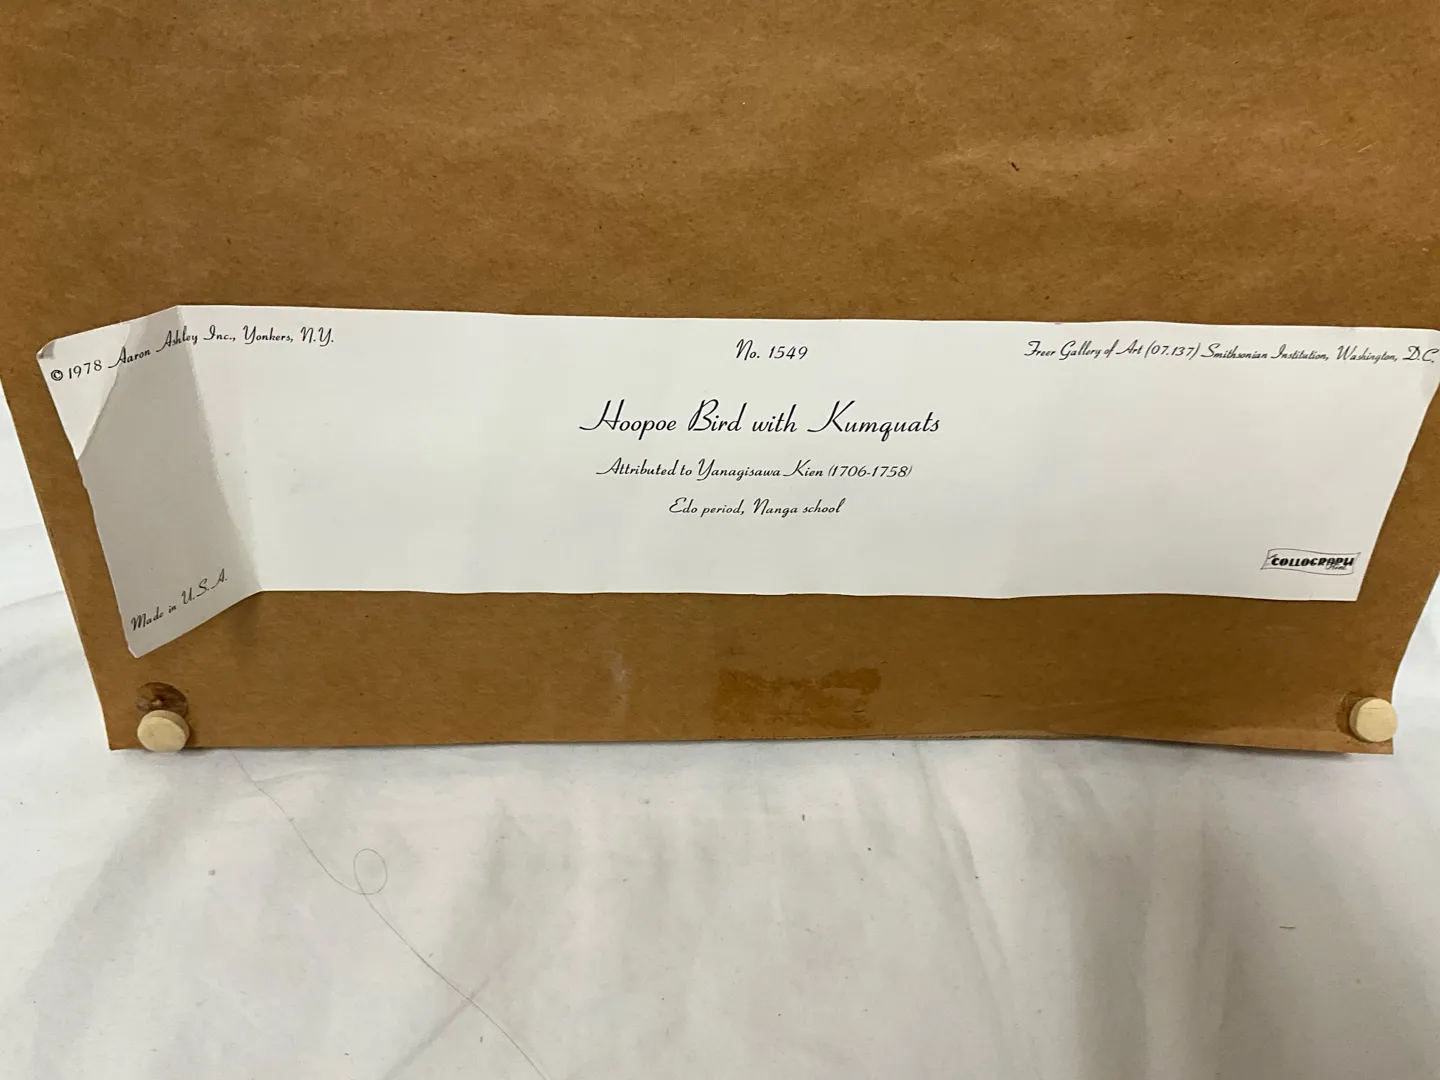 © 1978 Aaron Ashley Inc., Yonkers, N.Y.
No. 1549
Freer Gallery of Art (07.137) Smithsonian Institution, Washington, D.C.
Hoopoe Bird with Kumquats
Attributed to Yanagisawa Kien (1706-1758)
Edo period, Nanga school
COLLOGRAPH
Made in U.S.A.